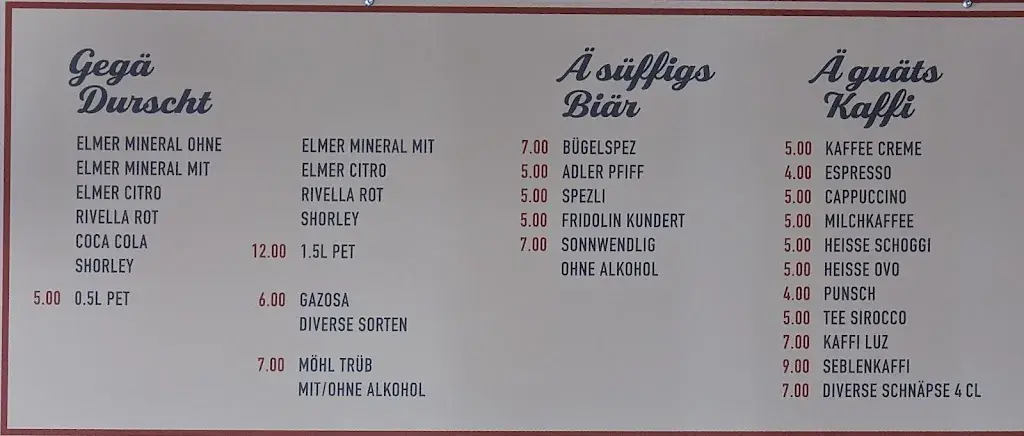 Gegä
Durscht
ELMER MINERAL OHNE
ELMER MINERAL MIT
ELMER CITRO
RIVELLA ROT
COCA COLA
SHORLEY
5.00 0.5L PET
ELMER MINERAL MIT
ELMER CITRO
RIVELLA ROT
SHORLEY
12.00 1.5L PET
6.00 GAZOSA
DIVERSE SORTEN
7.00 MÖHL TRÜB
MIT/OHNE ALKOHOL
Ä süffigs
Biär
7.00 BÜGELSPEZ
5.00 ADLER PFIFF
5.00 SPEZLI
5.00 FRIDOLIN KUNDERT
7.00 SONNWENDLIG
OHNE ALKOHOL
Ä guäts
Kaffi
5.00 KAFFEE CREME
4.00 ESPRESSO
5.00 CAPPUCCINO
5.00 MILCHKAFFEE
5.00 HEISSE SCHOGGI
5.00 HEISSE OVO
4.00 PUNSCH
5.00 TEE SIROCCO
7.00 KAFFI LUZ
9.00 SEBLENKAFFI
7.00 DIVERSE SCHNÄPSE 4 CL